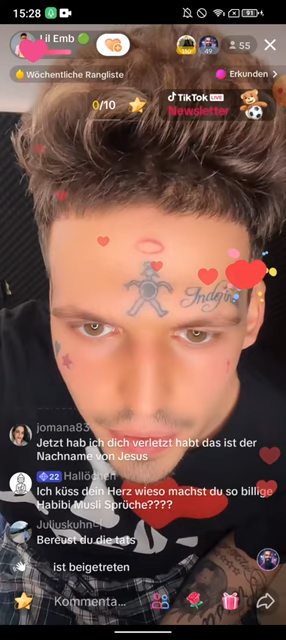 15:28
91
Lil Emb
49
55
Wöchentliche Rangliste
Erkunden
0/10
TikTok LIVE
Newsletter
jomana83
Jetzt hab ich dich verletzt habt das ist der
Nachname von Jesus
22 Hallöchen
Ich küss dein Herz wieso machst du so billige
Habibi Musli Sprüche????
Juliuskuhn
Bereust du die tats
ist beigetreten
Kommenta...